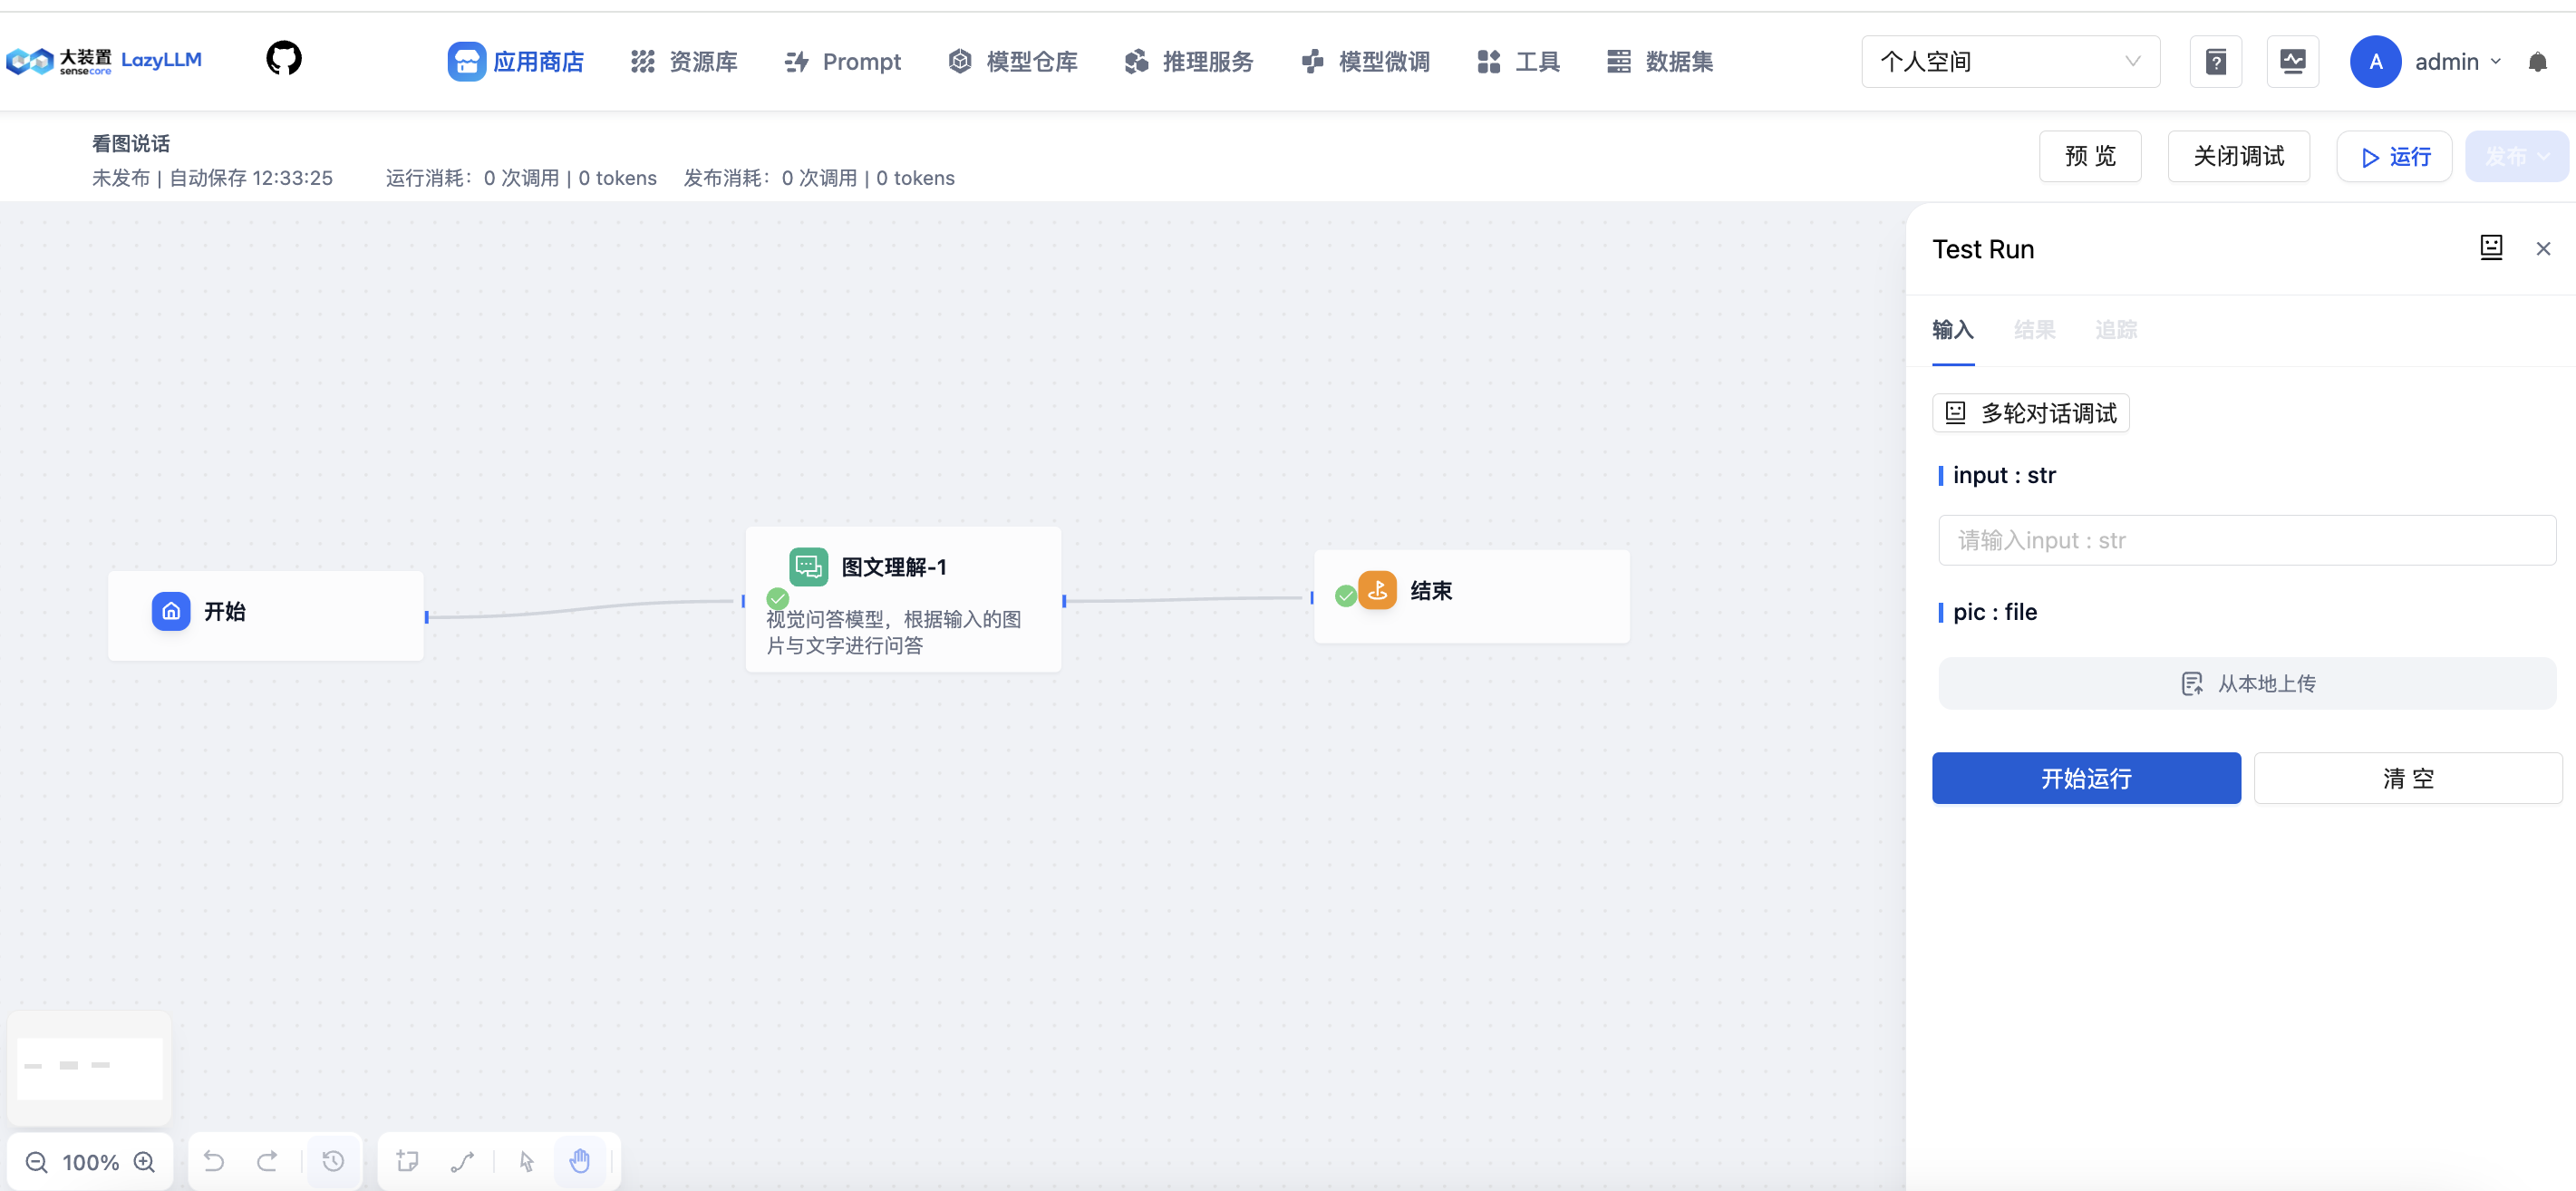 大装置
sensecore
LazyLLM
应用商店
资源库
Prompt
模型仓库
推理服务
模型微调
工具
数据集
个人空间
?
A
admin
看图说话
未发布 | 自动保存 12:33:25
运行消耗：0 次调用 | 0 tokens
发布消耗：0 次调用 | 0 tokens
预 览
关闭调试
运行
发布
开始
图文理解-1
视觉问答模型，根据输入的图
片与文字进行问答
结束
Test Run
输入
结果
追踪
多轮对话调试
input : str
请输入input : str
pic : file
从本地上传
开始运行
清 空
100%